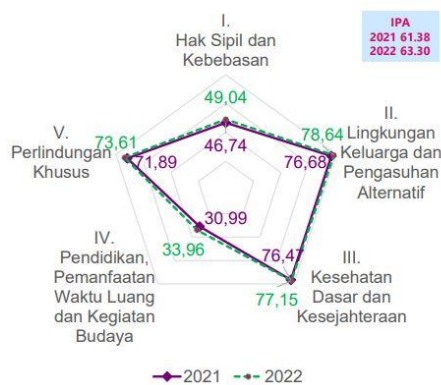 I.
Hak Sipil dan
Kebebasan
IPA
2021 61.38
2022 63.30
49,04
46,74
78,64
76,68
II.
Lingkungan
Keluarga dan
Pengasuhan
Alternatif
V.
Perlindungan
Khusus
73,61
71,89
30,99
33,96
IV.
Pendidikan,
Pemanfaatan
Waktu Luang
dan Kegiatan
Budaya
76,47
77,15
III.
Kesehatan
Dasar dan
Kesejahteraan
2021
2022